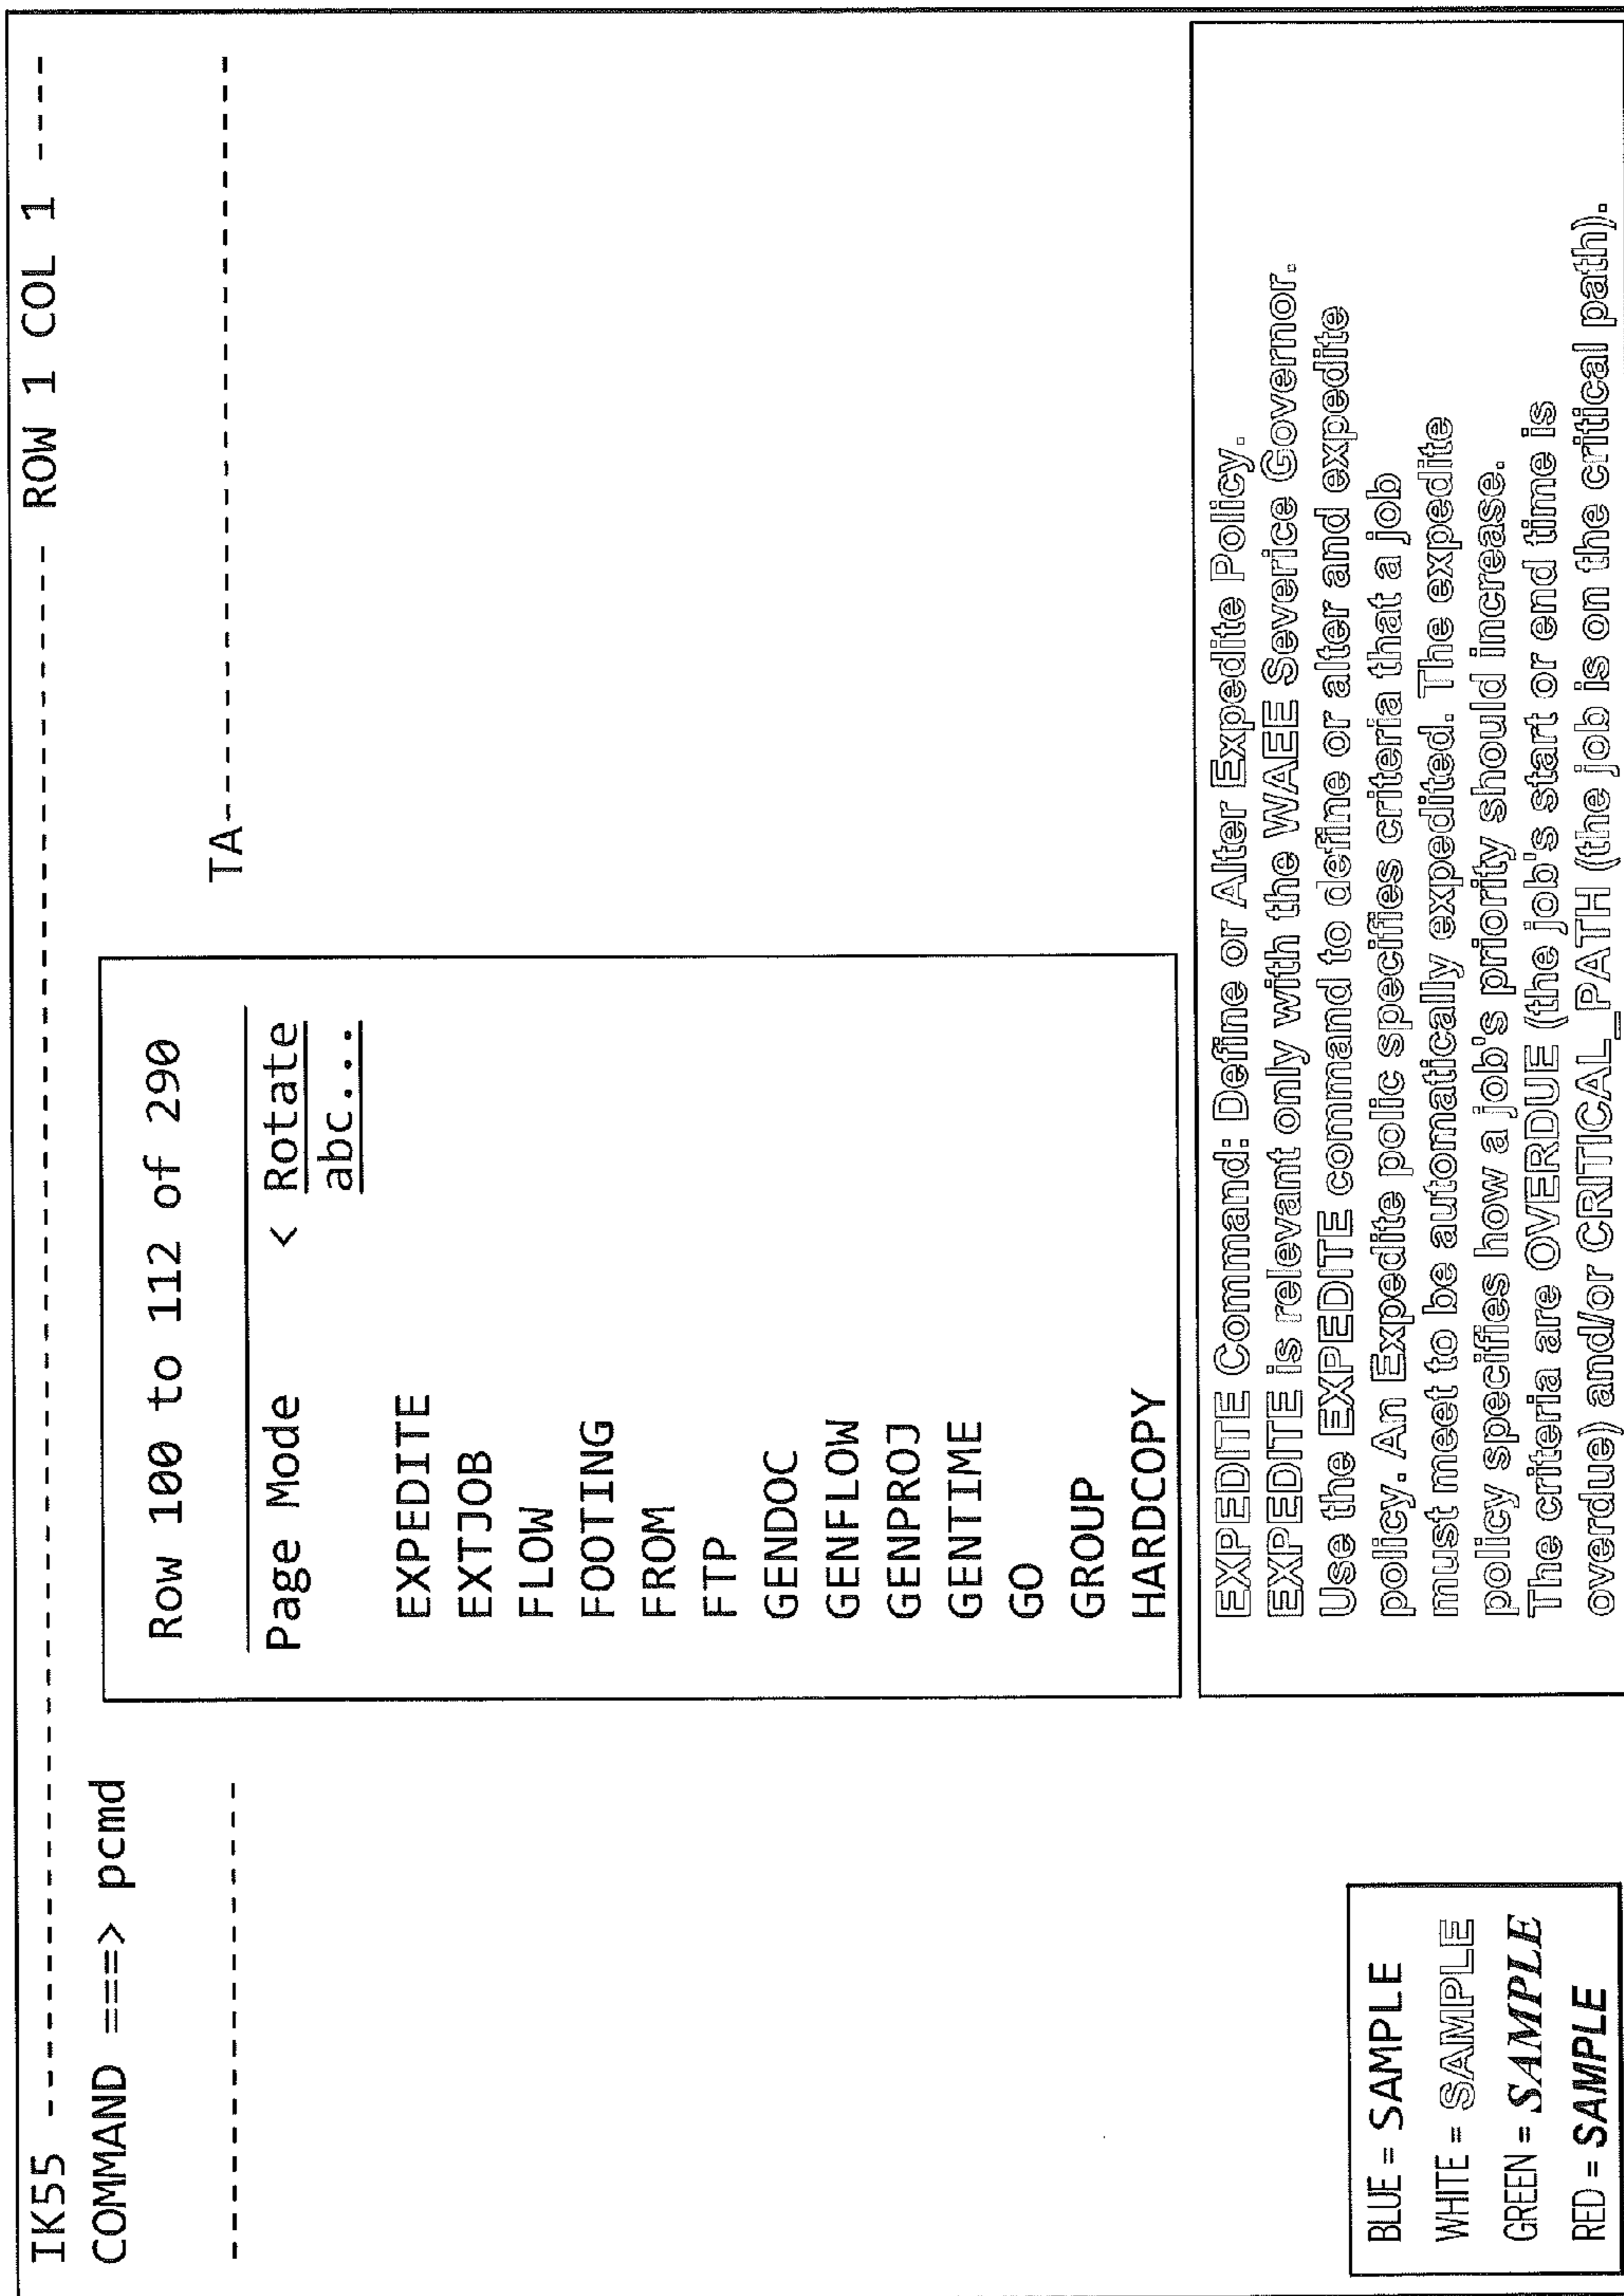 IK55 ---------------------------------------- ROW 1 COL 1 ----
COMMAND ===> pcmd
Row 100 to 112 of 290
----------------- TA-----------------------------
Page Mode < Rotate
abc...
EXPEDITE
EXTJOB
FLOW
FOOTING
FROM
FTP
GENDOC
GENFLOW
GENPROJ
GENTIME
GO
GROUP
HARDCOPY
EXPEDITE Command: Define or Alter Expedite Policy.
EXPEDITE is relevant only with the WAEE Severice Governor.
Use the EXPEDITE command to define or alter and expedite
policy. An Expedite polic specifies criteria that a job
must meet to be automatically expedited. The expedite
policy specifies how a job's priority should increase.
The criteria are OVERDUE (the job's start or end time is
overdue) and/or CRITICAL_PATH (the job is on the critical path).
BLUE = SAMPLE
WHITE = SAMPLE
GREEN = SAMPLE
RED = SAMPLE